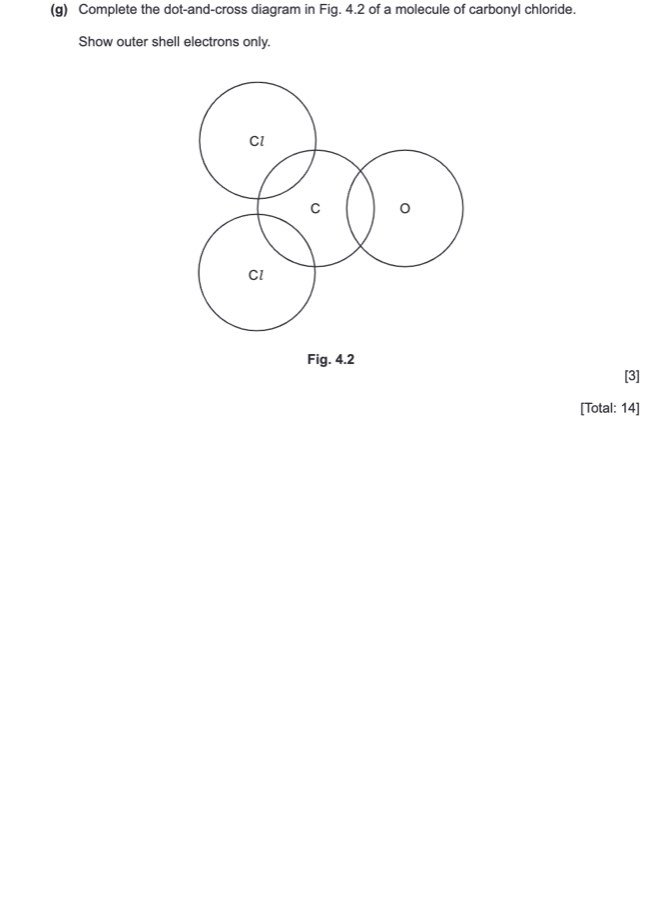 (g) Complete the dot-and-cross diagram in Fig. 4.2 of a molecule of carbonyl chloride.
Show outer shell electrons only.
Cl
C
O
Cl
Fig. 4.2
[3]
[Total: 14]